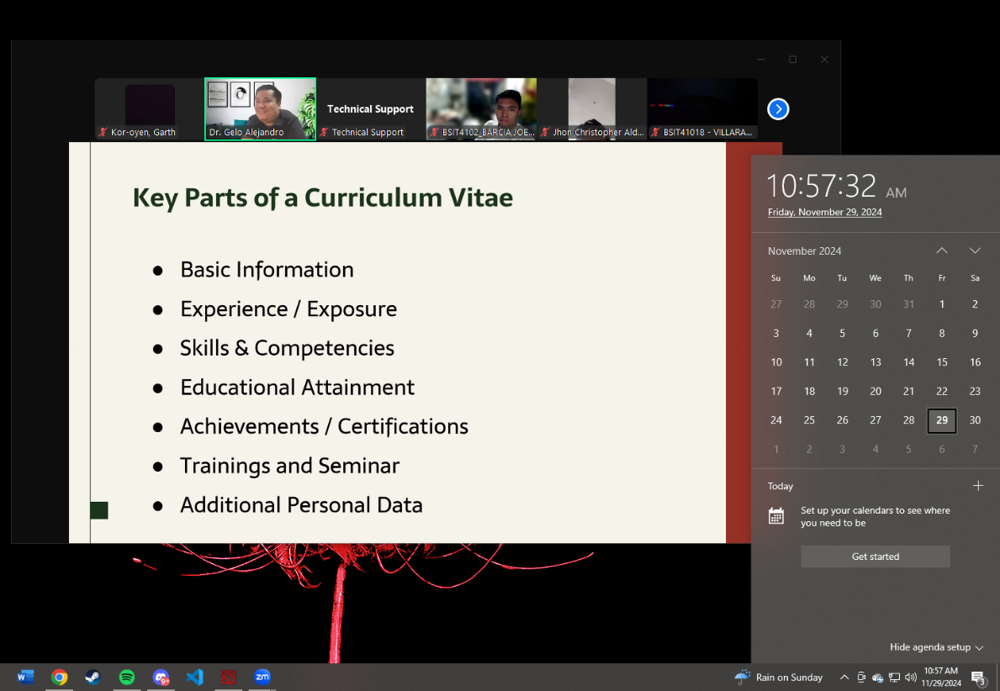 Technical Support
Kor-oyen, Garth
Dr. Gelo Alejandro
Technical Support
BSIT4102_BARCIA.JOE...
Jhon Christopher Ald...
BSIT41018 - VILLARA...
Key Parts of a Curriculum Vitae
● Basic Information
● Experience / Exposure
● Skills & Competencies
● Educational Attainment
● Achievements / Certifications
● Trainings and Seminar
● Additional Personal Data
10:57:32 AM
Friday, November 29, 2024
November 2024
Su Mo Tu We Th Fr Sa
27 28 29 30 31 1 2
3 4 5 6 7 8 9
10 11 12 13 14 15 16
17 18 19 20 21 22 23
24 25 26 27 28 29 30
1 2 3 4 5 6 7
Today
Set up your calendars to see where
you need to be
Get started
Hide agenda setup
W
zm
Rain on Sunday
10:57 AM
11/29/2024
3